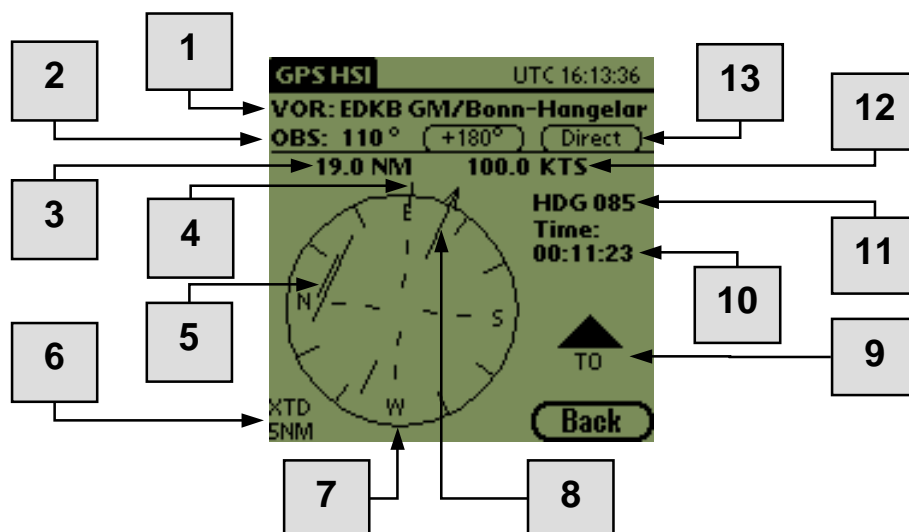 1
2
3
4
5
6
7
8
9
10
11
12
13
GPS HSI UTC 16:13:36
VOR: EDKB GM/Bonn-Hangelar
OBS: 110° +180° Direct
19.0 NM 100.0 KTS
HDG 085
Time:
00:11:23
E
N
S
W
TO
XTD
5NM
Back